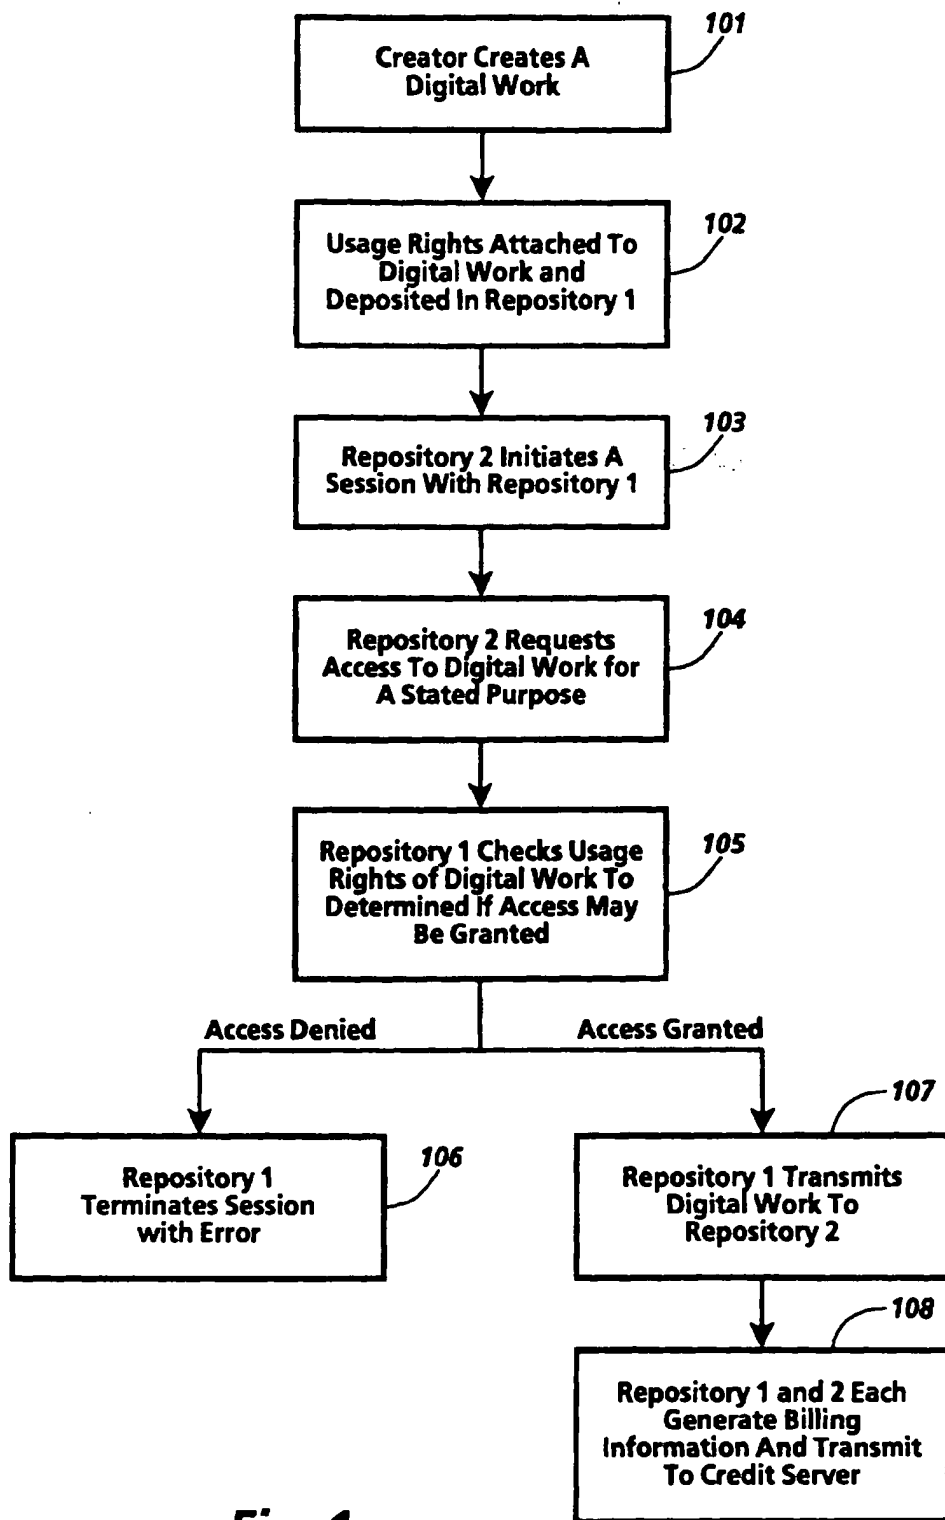 101
Creator Creates A
Digital Work
102
Usage Rights Attached To
Digital Work and
Deposited In Repository 1
103
Repository 2 Initiates A
Session With Repository 1
104
Repository 2 Requests
Access To Digital Work for
A Stated Purpose
105
Repository 1 Checks Usage
Rights of Digital Work To
Determined If Access May
Be Granted
Access Denied
Access Granted
106
Repository 1
Terminates Session
with Error
107
Repository 1 Transmits
Digital Work To
Repository 2
108
Repository 1 and 2 Each
Generate Billing
Information And Transmit
To Credit Server